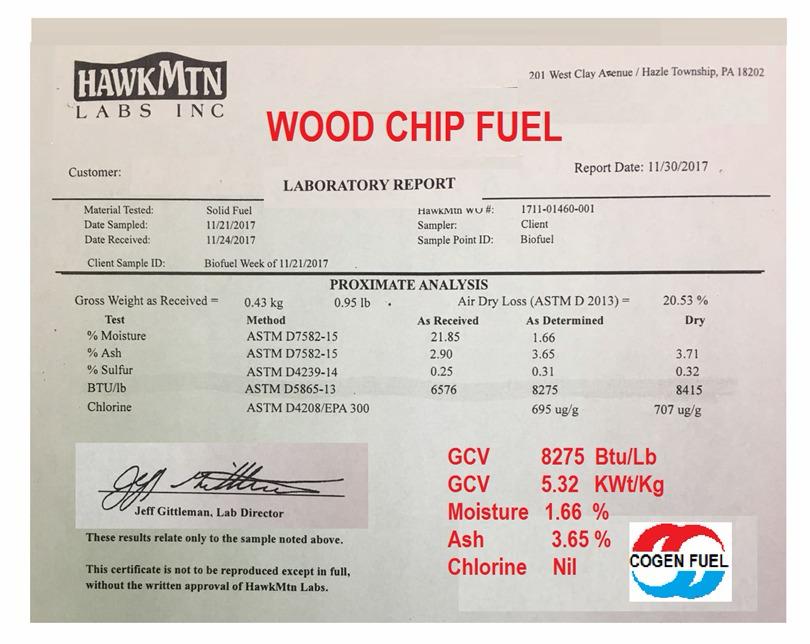 HAWKMTN
LABS INC
201 West Clay Avenue / Hazle Township, PA 18202
WOOD CHIP FUEL
Customer:
Report Date: 11/30/2017
LABORATORY REPORT
Material Tested: Solid Fuel HawkMtn WO #: 1711-01460-001
Date Sampled: 11/21/2017 Sampler: Client
Date Received: 11/24/2017 Sample Point ID: Biofuel
Client Sample ID: Biofuel Week of 11/21/2017
PROXIMATE ANALYSIS
Gross Weight as Received = 0.43 kg 0.95 lb Air Dry Loss (ASTM D 2013) = 20.53 %
Test Method As Received As Determined Dry
% Moisture ASTM D7582-15 21.85 1.66
% Ash ASTM D7582-15 2.90 3.65 3.71
% Sulfur ASTM D4239-14 0.25 0.31 0.32
BTU/lb ASTM D5865-13 6576 8275 8415
Chlorine ASTM D4208/EPA 300 695 ug/g 707 ug/g
Jeff Gittleman, Lab Director
These results relate only to the sample noted above.
This certificate is not to be reproduced except in full,
without the written approval of HawkMtn Labs.
GCV 8275 Btu/Lb
GCV 5.32 KWt/Kg
Moisture 1.66 %
Ash 3.65 %
Chlorine Nil
COGEN FUEL